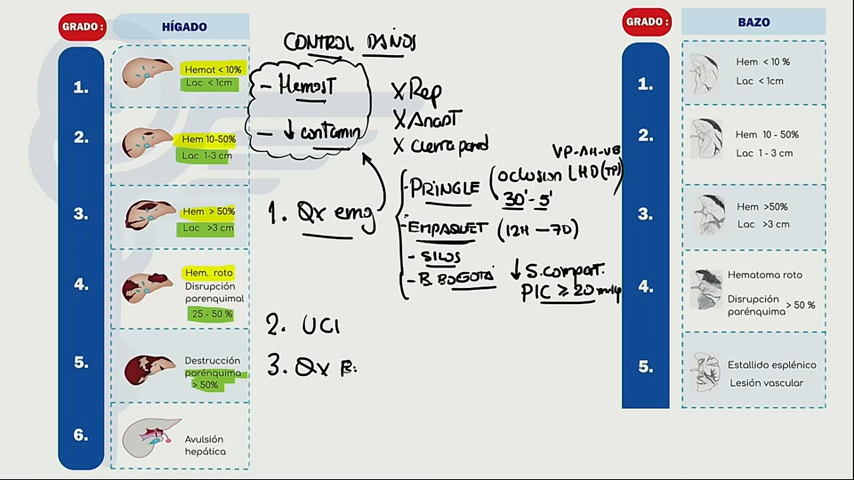 GRADO:
HÍGADO
1.
Hemat < 10%
Lac < 1cm
2.
Hem 10-50%
Lac 1-3 cm
3.
Hem > 50%
Lac >3 cm
4.
Hem. roto
Disrupción
parenquimal
25 - 50 %
5.
Destrucción
parénquima
> 50%
6.
Avulsión
hepática
CONTROL DAÑOS
- Hemost
- ↓ contamin
X Rep
X Anast
X cierra pared
1. Qx emg
VP-AH-VB
- PRINGLE (oclusion LHD (TP)
30' - 5'
- EMPAQUET (12H — 7D)
- SILOS
- B. BOGOTÁ
↓ S. compart.
PIC ≥ 20 mmHg
2. UCI
3. Qx
GRADO:
BAZO
1.
Hem < 10 %
Lac < 1cm
2.
Hem 10 - 50%
Lac 1 - 3 cm
3.
Hem >50%
Lac >3 cm
4.
Hematoma roto
Disrupción
parénquima
> 50 %
5.
Estallido esplénico
Lesión vascular